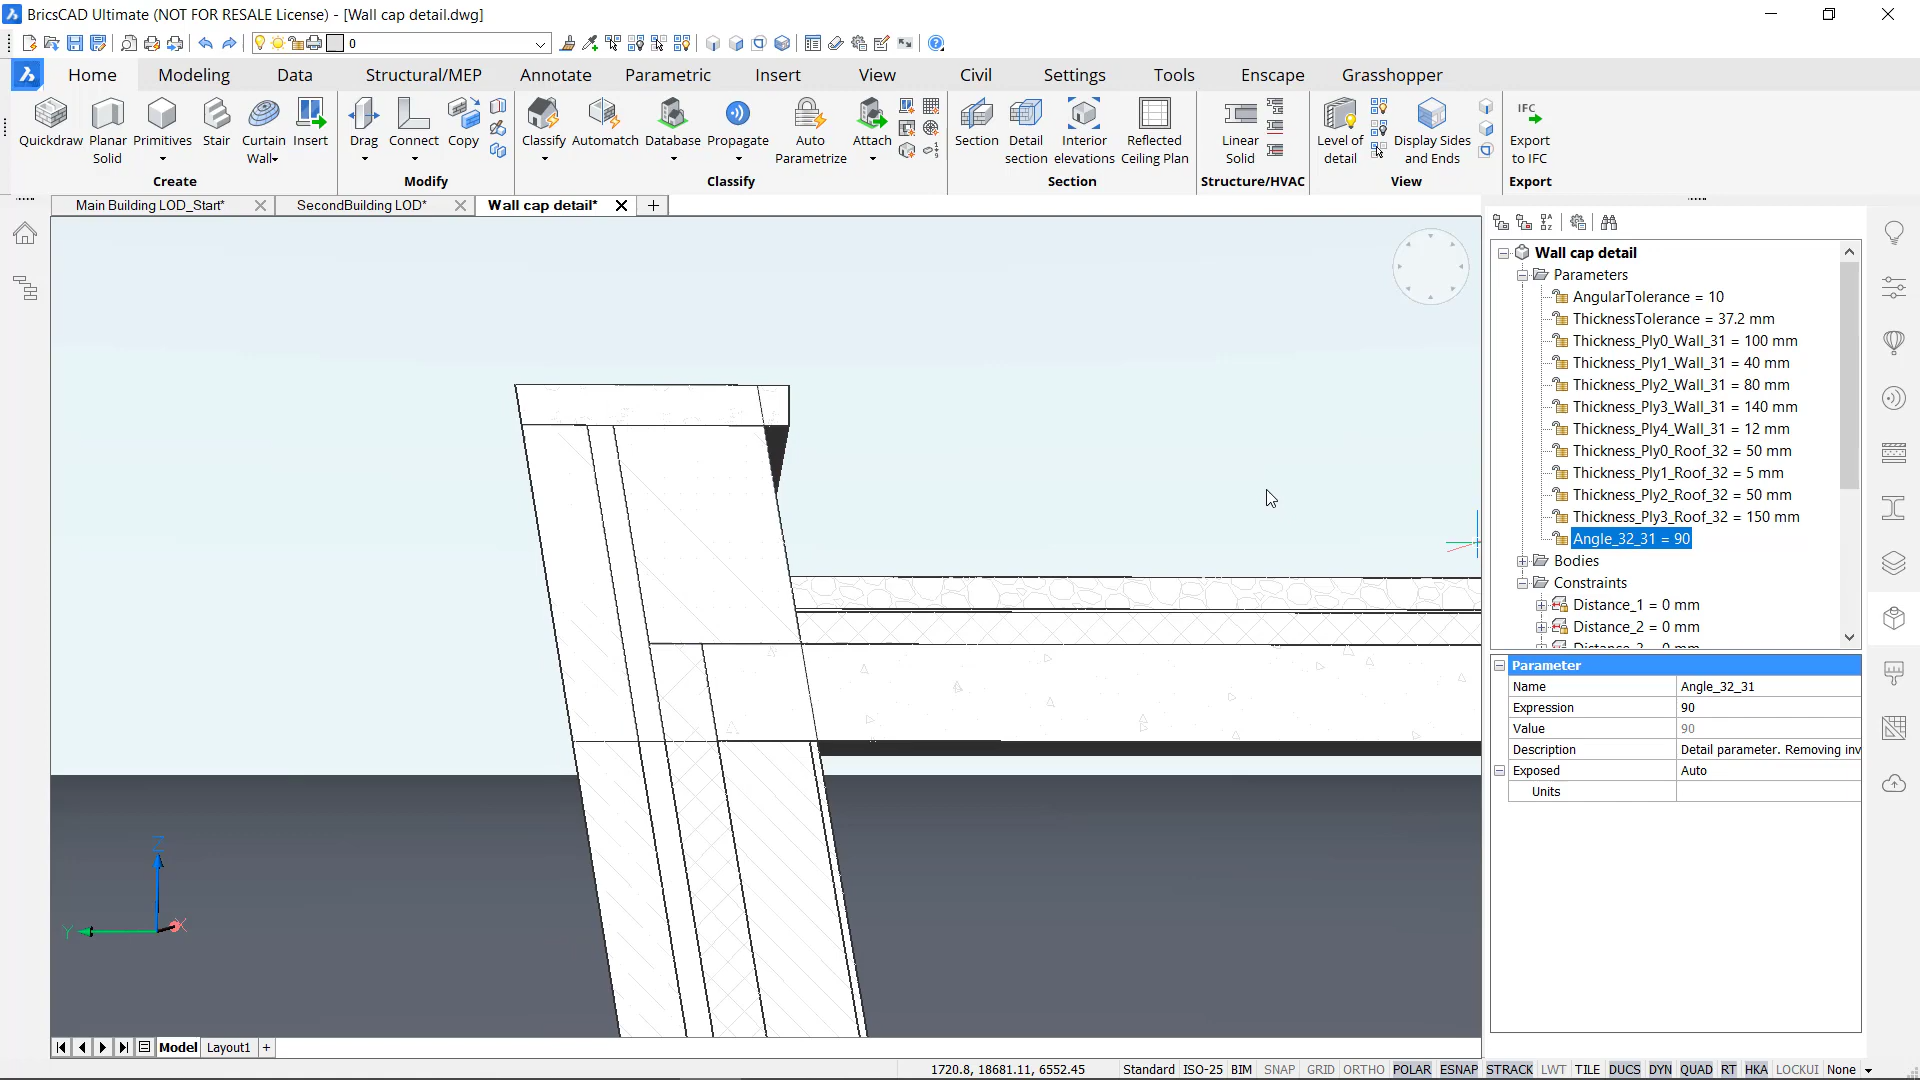 BricsCAD Ultimate (NOT FOR RESALE License) - [Wall cap detail.dwg]
0
Home Modeling Data Structural/MEP Annotate Parametric Insert View Civil Settings Tools Enscape Grasshopper
Quickdraw Planar Solid Primitives Stair Curtain Wall Insert
Drag Connect Copy
Classify Automatch Database Propagate Auto Parametrize Attach
Section Detail section Interior elevations Reflected Ceiling Plan
Linear Solid
Level of detail Display Sides and Ends
IFC
Export to IFC
Create Modify Classify Section Structure/HVAC View Export
Main Building LOD_Start* SecondBuilding LOD* Wall cap detail*
Wall cap detail
Parameters
AngularTolerance = 10
ThicknessTolerance = 37.2 mm
Thickness_Ply0_Wall_31 = 100 mm
Thickness_Ply1_Wall_31 = 40 mm
Thickness_Ply2_Wall_31 = 80 mm
Thickness_Ply3_Wall_31 = 140 mm
Thickness_Ply4_Wall_31 = 12 mm
Thickness_Ply0_Roof_32 = 50 mm
Thickness_Ply1_Roof_32 = 5 mm
Thickness_Ply2_Roof_32 = 50 mm
Thickness_Ply3_Roof_32 = 150 mm
Angle_32_31 = 90
Bodies
Constraints
Distance_1 = 0 mm
Distance_2 = 0 mm
Parameter
Name Angle_32_31
Expression 90
Value 90
Description Detail parameter. Removing inv
Exposed Auto
Units
Z
Y X
Model Layout1 +
1720.8, 18681.11, 6552.45 Standard ISO-25 BIM SNAP GRID ORTHO POLAR ESNAP STRACK LWT TILE DUCS DYN QUAD RT HKA LOCKUI None